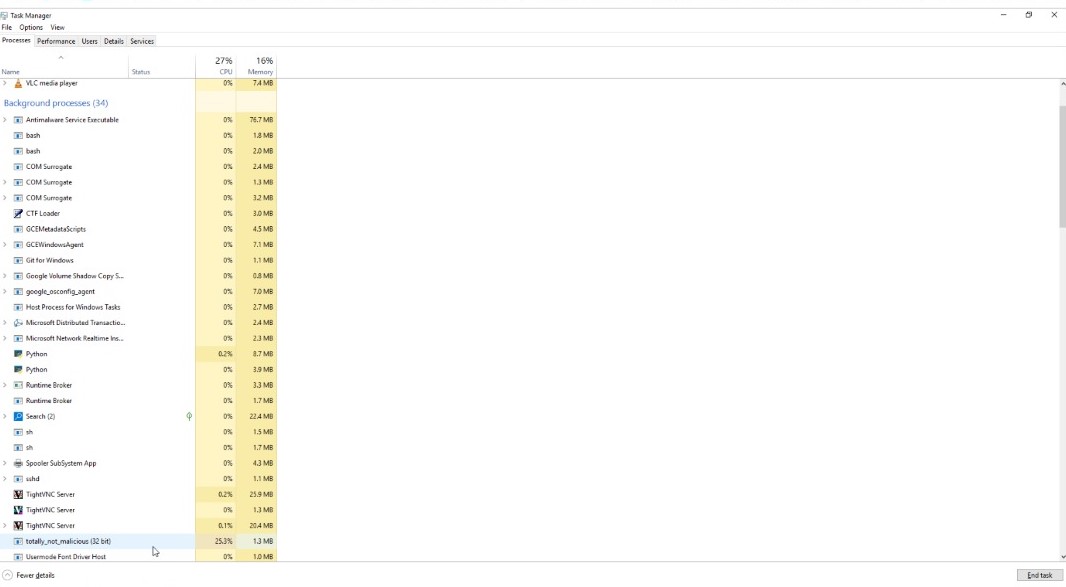 Task Manager
File Options View
Processes Performance Users Details Services
27% 16%
Name Status CPU Memory
VLC media player 0% 7.4 MB
Background processes (34)
Antimalware Service Executable 0% 76.7 MB
bash 0% 1.8 MB
bash 0% 2.0 MB
COM Surrogate 0% 2.4 MB
COM Surrogate 0% 1.3 MB
COM Surrogate 0% 3.2 MB
CTF Loader 0% 3.0 MB
GCEMetadataScripts 0% 4.5 MB
GCEWindowsAgent 0% 7.1 MB
Git for Windows 0% 1.1 MB
Google Volume Shadow Copy S... 0% 0.8 MB
google_osconfig_agent 0% 7.0 MB
Host Process for Windows Tasks 0% 2.7 MB
Microsoft Distributed Transactio... 0% 2.4 MB
Microsoft Network Realtime Ins... 0% 2.3 MB
Python 0.2% 8.7 MB
Python 0% 3.9 MB
Runtime Broker 0% 3.3 MB
Runtime Broker 0% 1.7 MB
Search (2) 0% 22.4 MB
sh 0% 1.5 MB
sh 0% 1.7 MB
Spooler SubSystem App 0% 4.3 MB
sshd 0% 1.1 MB
TightVNC Server 0.2% 25.9 MB
TightVNC Server 0% 1.3 MB
TightVNC Server 0.1% 20.4 MB
totally_not_malicious (32 bit) 25.3% 1.3 MB
Usermode Font Driver Host 0% 1.0 MB
Fewer details End task